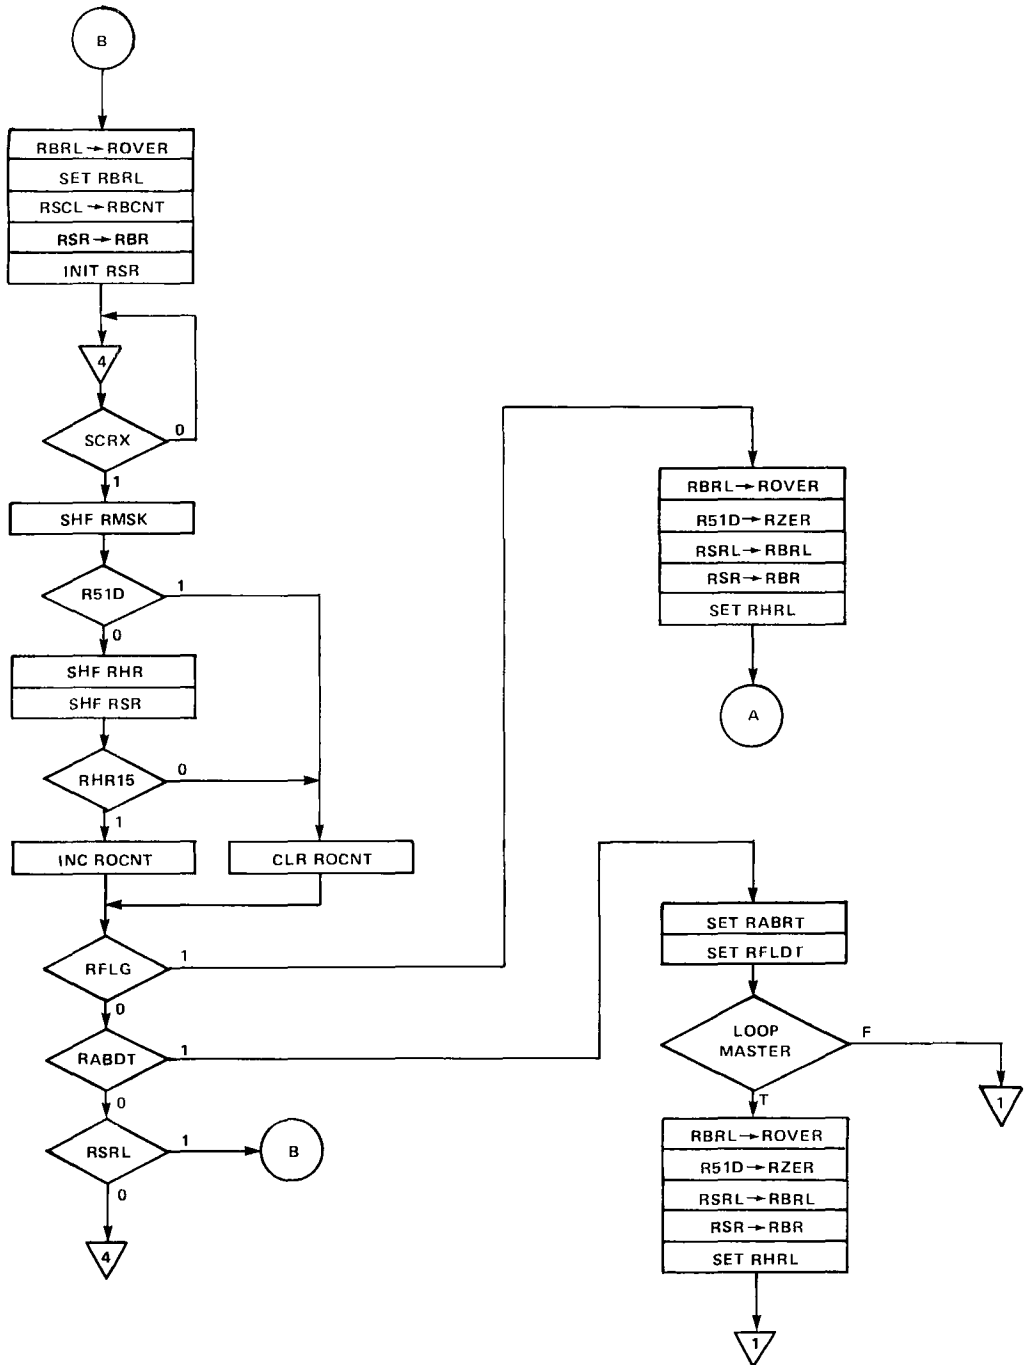 B
RBRL→ROVER
SET RBRL
RSCL→RBCNT
RSR→RBR
INIT RSR
4
SCRX
0
1
SHF RMSK
R51D
1
0
SHF RHR
SHF RSR
RHR15
0
1
INC ROCNT
CLR ROCNT
RFLG
1
0
RABDT
1
0
RSRL
1
B
0
4
RBRL→ROVER
R51D→RZER
RSRL→RBRL
RSR→RBR
SET RHRL
A
SET RABRT
SET RFLDT
LOOP
MASTER
F
1
T
RBRL→ROVER
R51D→RZER
RSRL→RBRL
RSR→RBR
SET RHRL
1